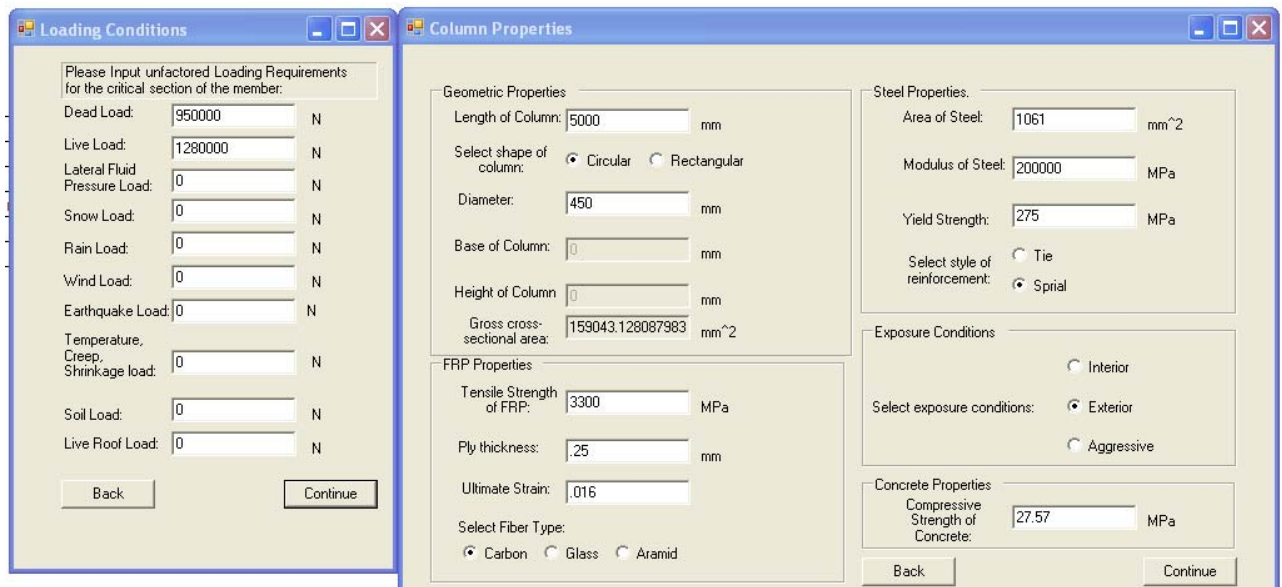 Loading Conditions
Please Input unfactored Loading Requirements
for the critical section of the member:
Dead Load:
950000
N
Live Load:
1280000
N
Lateral Fluid
Pressure Load:
0
N
Snow Load:
0
N
Rain Load:
0
N
Wind Load:
0
N
Earthquake Load:
0
N
Temperature,
Creep,
Shrinkage load:
0
N
Soil Load:
0
N
Live Roof Load:
0
N
Back
Continue
Column Properties
Geometric Properties
Length of Column:
5000
mm
Select shape of
column:
Circular
Rectangular
Diameter:
450
mm
Base of Column:
0
mm
Height of Column
0
mm
Gross cross-
sectional area:
159043.128087983
mm^2
FRP Properties
Tensile Strength
of FRP:
3300
MPa
Ply thickness:
.25
mm
Ultimate Strain:
.016
Select Fiber Type:
Carbon
Glass
Aramid
Steel Properties.
Area of Steel:
1061
mm^2
Modulus of Steel:
200000
MPa
Yield Strength:
275
MPa
Select style of
reinforcement:
Tie
Sprial
Exposure Conditions
Select exposure conditions:
Interior
Exterior
Aggressive
Concrete Properties
Compressive
Strength of
Concrete:
27.57
MPa
Back
Continue